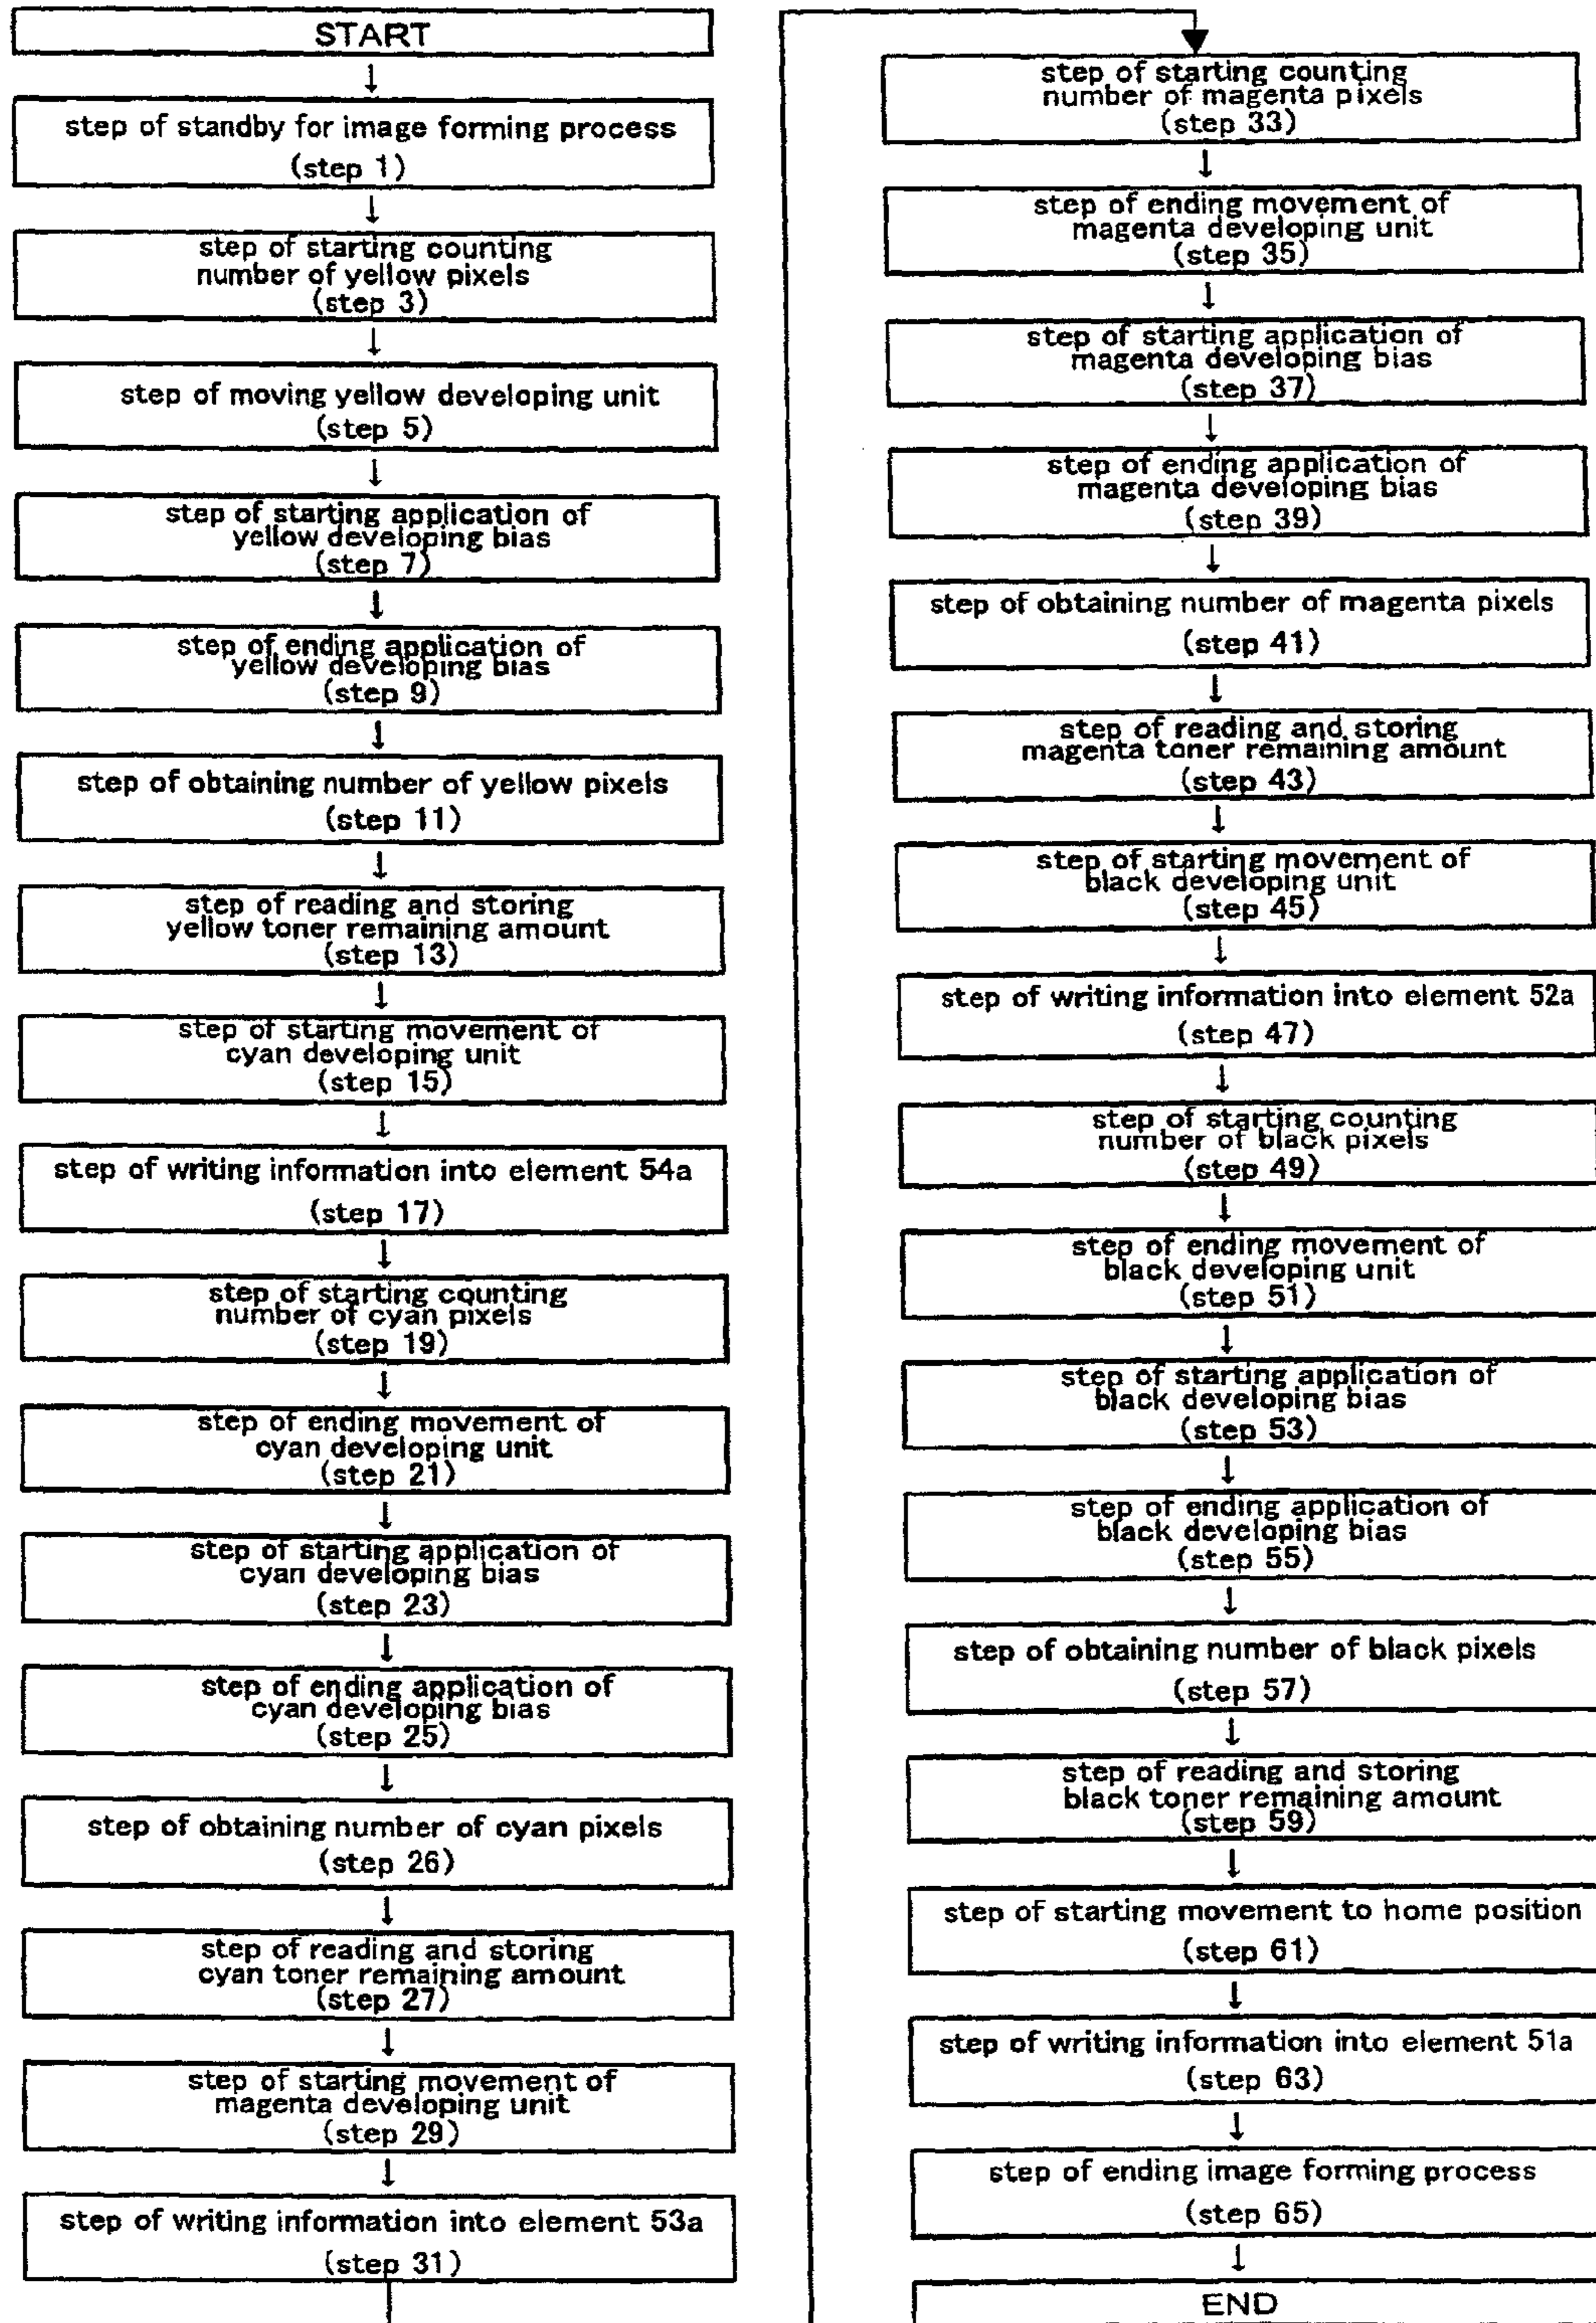 START
step of standby for image forming process
(step 1)
step of starting counting
number of yellow pixels
(step 3)
step of moving yellow developing unit
(step 5)
step of starting application of
yellow developing bias
(step 7)
step of ending application of
yellow developing bias
(step 9)
step of obtaining number of yellow pixels
(step 11)
step of reading and storing
yellow toner remaining amount
(step 13)
step of starting movement of
cyan developing unit
(step 15)
step of writing information into element 54a
(step 17)
step of starting counting
number of cyan pixels
(step 19)
step of ending movement of
cyan developing unit
(step 21)
step of starting application of
cyan developing bias
(step 23)
step of ending application of
cyan developing bias
(step 25)
step of obtaining number of cyan pixels
(step 26)
step of reading and storing
cyan toner remaining amount
(step 27)
step of starting movement of
magenta developing unit
(step 29)
step of writing information into element 53a
(step 31)
step of starting counting
number of magenta pixels
(step 33)
step of ending movement of
magenta developing unit
(step 35)
step of starting application of
magenta developing bias
(step 37)
step of ending application of
magenta developing bias
(step 39)
step of obtaining number of magenta pixels
(step 41)
step of reading and storing
magenta toner remaining amount
(step 43)
step of starting movement of
black developing unit
(step 45)
step of writing information into element 52a
(step 47)
step of starting counting
number of black pixels
(step 49)
step of ending movement of
black developing unit
(step 51)
step of starting application of
black developing bias
(step 53)
step of ending application of
black developing bias
(step 55)
step of obtaining number of black pixels
(step 57)
step of reading and storing
black toner remaining amount
(step 59)
step of starting movement to home position
(step 61)
step of writing information into element 51a
(step 63)
step of ending image forming process
(step 65)
END